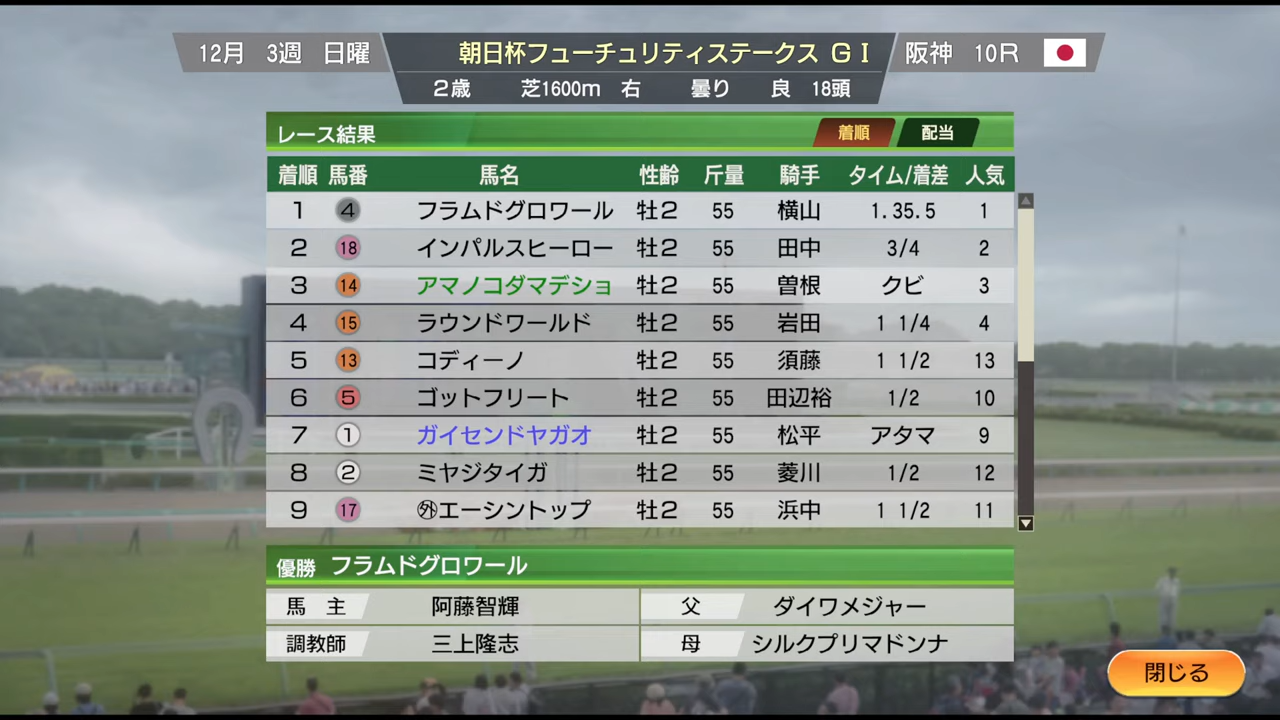 12月 3週 日曜 朝日杯フューチュリティステークス GⅠ 阪神 10R
2歳 芝1600m 右 曇り 良 18頭
レース結果 着順 配当
着順 馬番 馬名 性齢 斤量 騎手 タイム/着差 人気
1 4 フラムドグロワール 牡2 55 横山 1.35.5 1
2 18 インパルスヒーロー 牡2 55 田中 3/4 2
3 14 アマノコダマデショ 牡2 55 曽根 クビ 3
4 15 ラウンドワールド 牡2 55 岩田 1 1/4 4
5 13 コディーノ 牡2 55 須藤 1 1/2 13
6 5 ゴットフリート 牡2 55 田辺裕 1/2 10
7 1 ガイセンドヤガオ 牡2 55 松平 アタマ 9
8 2 ミヤジタイガ 牡2 55 菱川 1/2 12
9 17 ㊕エーシントップ 牡2 55 浜中 1 1/2 11
優勝 フラムドグロワール
馬主 阿藤智輝 父 ダイワメジャー
調教師 三上隆志 母 シルクプリマドンナ
閉じる